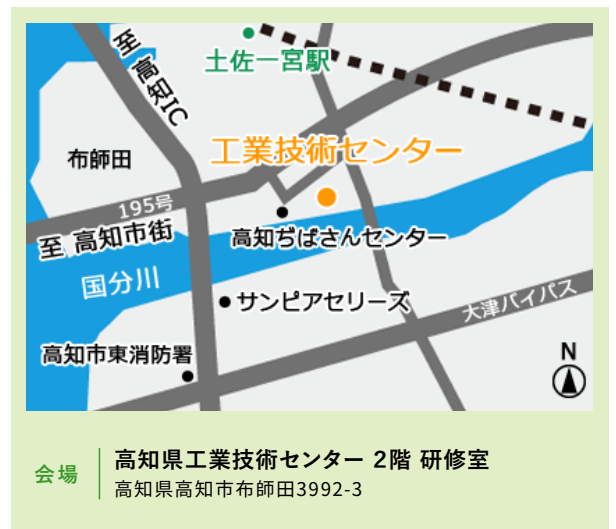 土佐一宮駅
至 高知IC
布師田
工業技術センター
195号
至 高知市街
高知ぢばさんセンター
国分川
サンピアセリーズ
大津バイパス
高知市東消防署
N
会場
高知県工業技術センター 2階 研修室
高知県高知市布師田3992-3